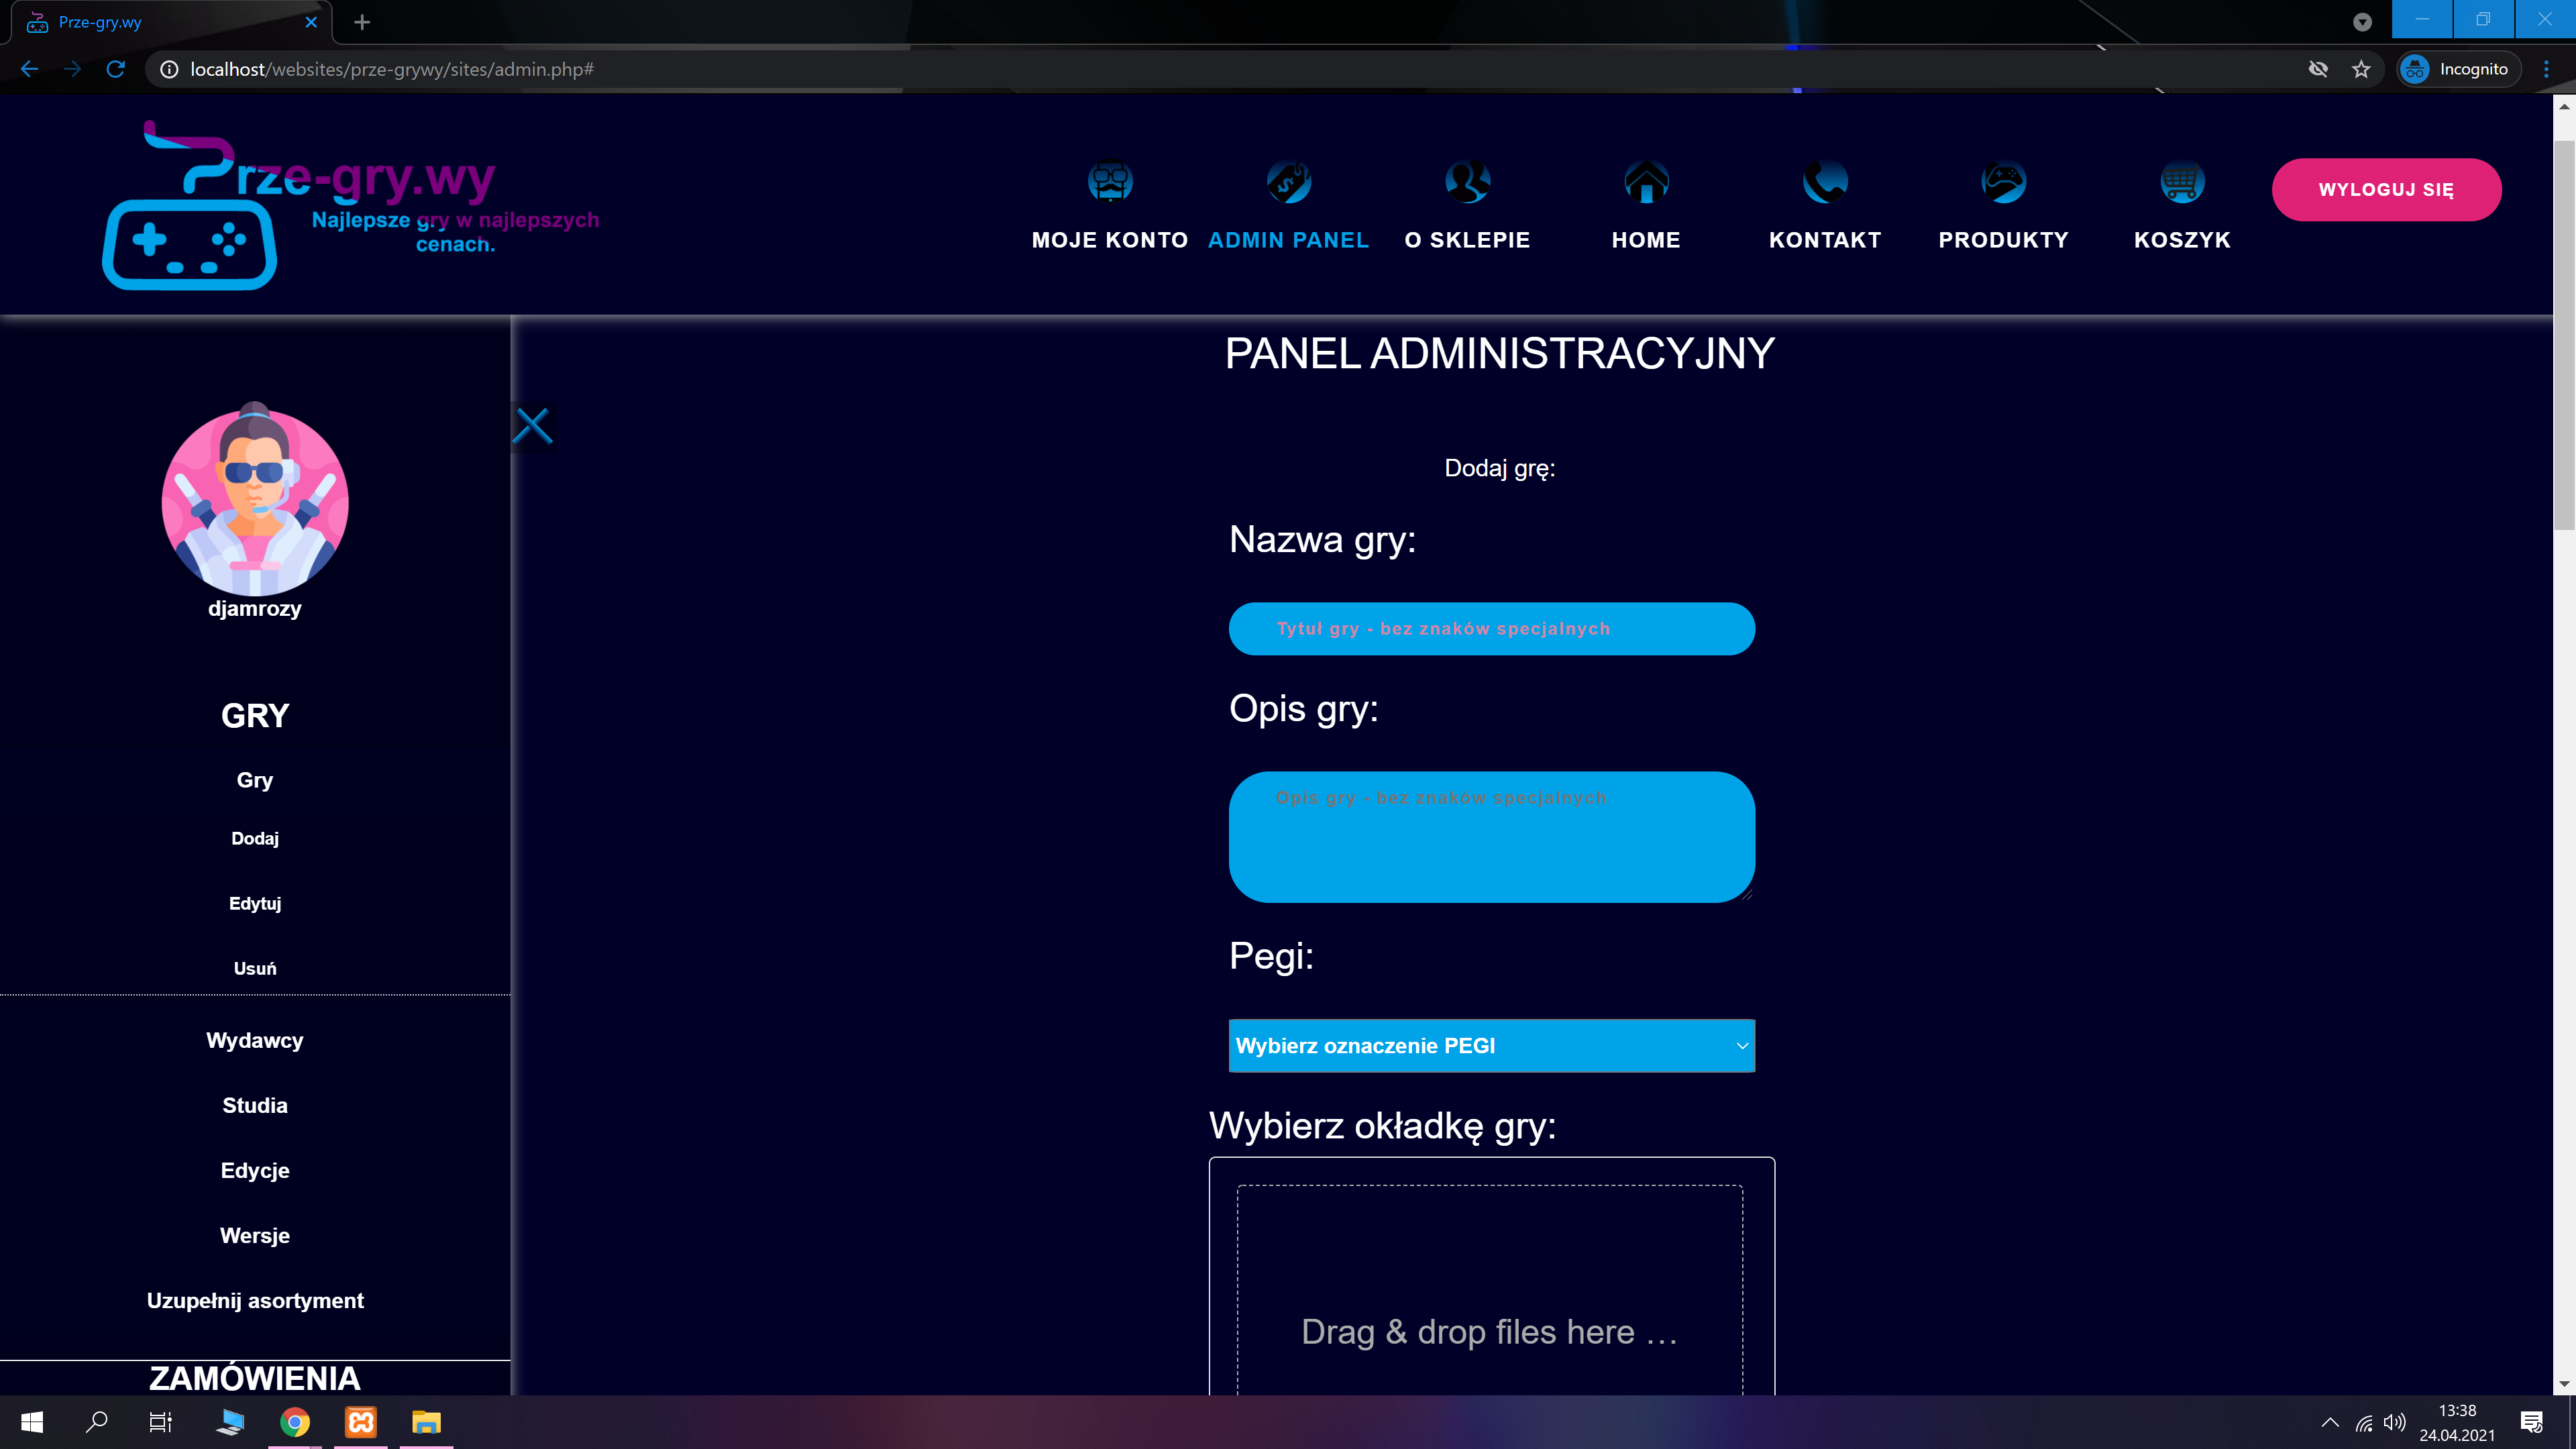 Prze-gry.wy
localhost/websites/prze-grywy/sites/admin.php#
Incognito
Prze-gry.wy
Najlepsze gry w najlepszych
cenach.
MOJE KONTO
ADMIN PANEL
O SKLEPIE
HOME
KONTAKT
PRODUKTY
KOSZYK
WYLOGUJ SIĘ
djamrozy
GRY
Gry
Dodaj
Edytuj
Usuń
Wydawcy
Studia
Edycje
Wersje
Uzupełnij asortyment
ZAMÓWIENIA
PANEL ADMINISTRACYJNY
Dodaj grę:
Nazwa gry:
Tytuł gry - bez znaków specjalnych
Opis gry:
Opis gry - bez znaków specjalnych
Pegi:
Wybierz oznaczenie PEGI
Wybierz okładkę gry:
Drag & drop files here …
13:38
24.04.2021